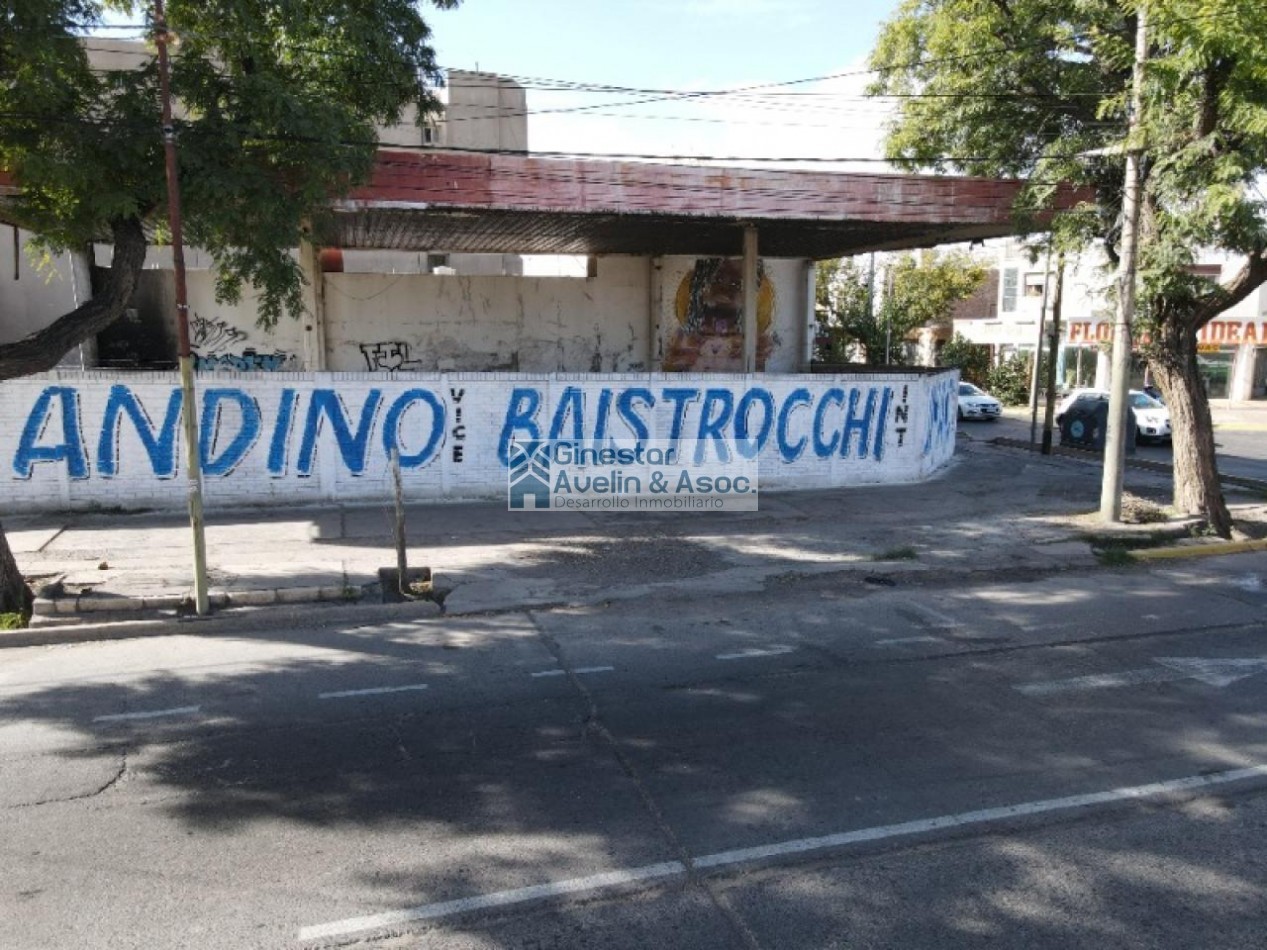 ANDINO VICE BAISTROCCHI INT
Ginestar
Avelin & Asoc.
Desarrollo Inmobiliario